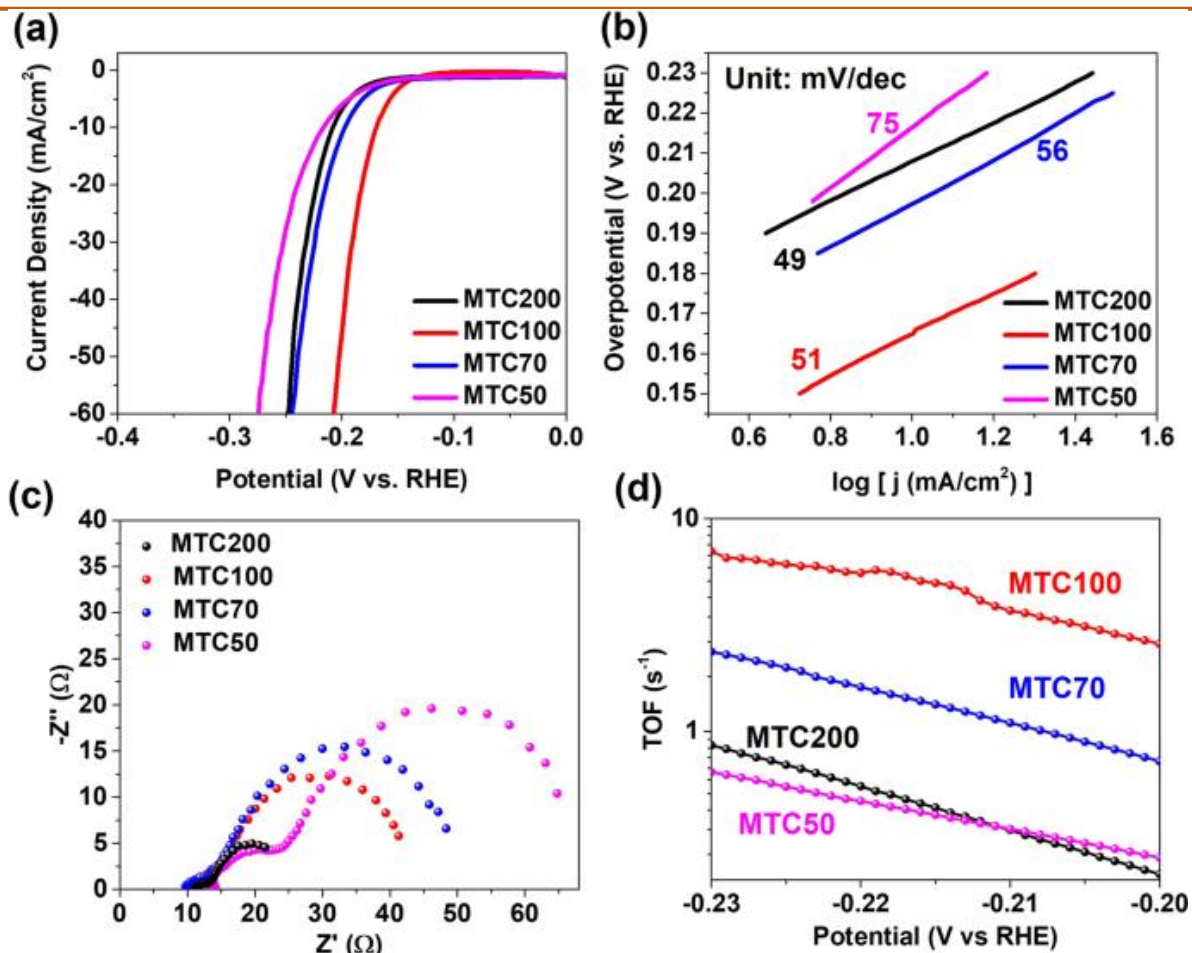 (a)
0
-10
-20
-30
-40
-50
-60
Current Density (mA/cm²)
-0.4 -0.3 -0.2 -0.1 0.0
Potential (V vs. RHE)
MTC200
MTC100
MTC70
MTC50
(b)
Unit: mV/dec
0.23
0.22
0.21
0.20
0.19
0.18
0.17
0.16
0.15
Overpotential (V vs. RHE)
75
56
49
51
MTC200
MTC100
MTC70
MTC50
0.6 0.8 1.0 1.2 1.4 1.6
log [ j (mA/cm²) ]
(c)
40
35
30
25
20
15
10
5
0
-Z'' (Ω)
MTC200
MTC100
MTC70
MTC50
0 10 20 30 40 50 60
Z' (Ω)
(d)
10
1
TOF (s⁻¹)
MTC100
MTC70
MTC200
MTC50
-0.23 -0.22 -0.21 -0.20
Potential (V vs RHE)